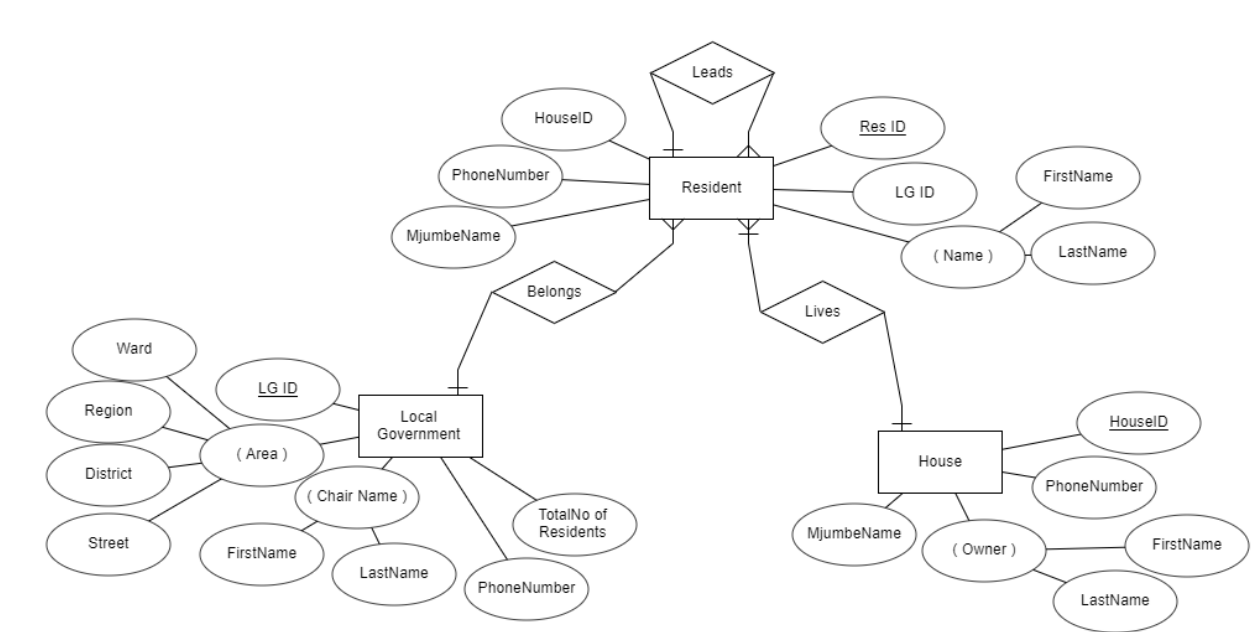 Leads
HouseID
Res ID
PhoneNumber
Resident
LG ID
FirstName
MjumbeName
( Name )
LastName
Belongs
Lives
Ward
LG ID
Region
Local
Government
( Area )
District
( Chair Name )
Street
FirstName
LastName
TotalNo of
Residents
PhoneNumber
HouseID
House
PhoneNumber
MjumbeName
( Owner )
FirstName
LastName